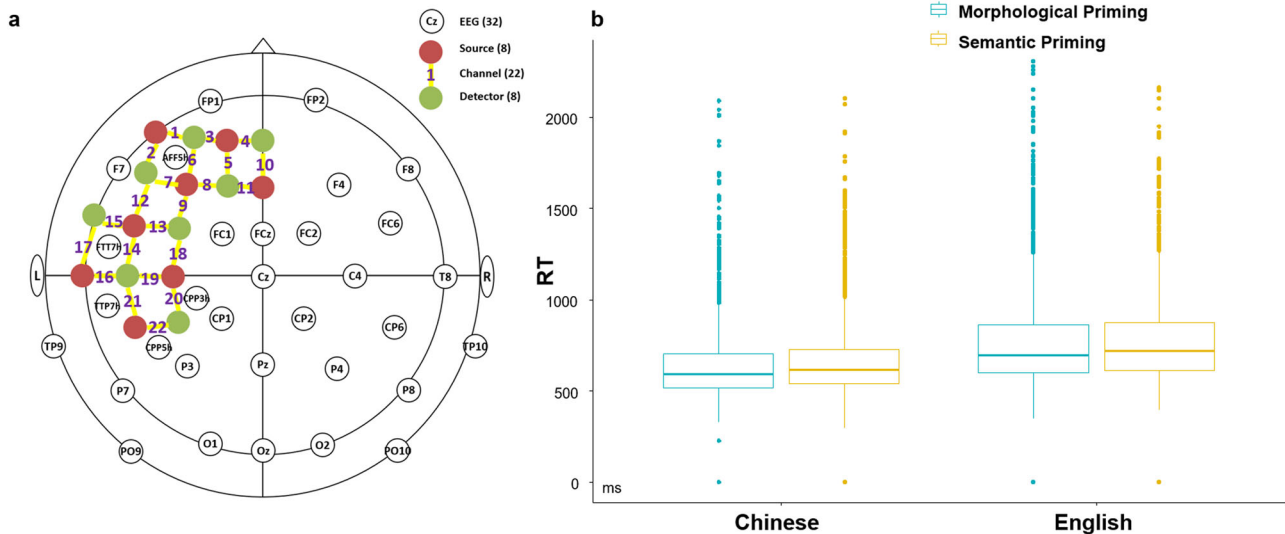 a
Cz EEG (32)
Source (8)
1 Channel (22)
Detector (8)
FP1 FP2
1 3 4
2 AFF5h 6 5 10
F7 7 8 11 F8
F4
12 9
15 13 FC1 FCz FC2 FC6
17 FTT7h 14 18
L 16 19 Cz C4 T8 R
TTP7h 21 20 CPP3h
CP1 CP2 CP6
22
TP9 CPP5h TP10
P3 Pz P4
P7 P8
O1 Oz O2
PO9 PO10
b
Morphological Priming
Semantic Priming
RT
2000
1500
1000
500
0
ms
Chinese English